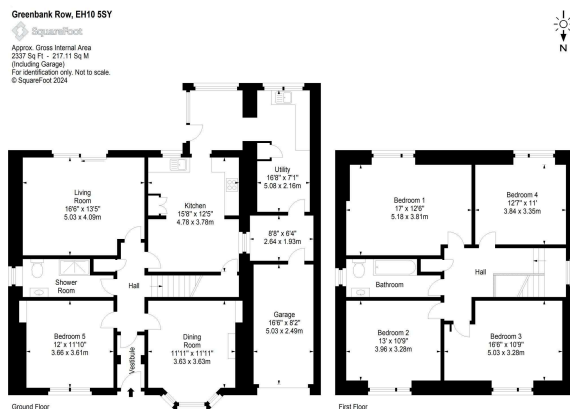 Greenbank Row, EH10 5SY
SquareFoot
Approx. Gross Internal Area
2337 Sq Ft - 217.11 Sq M
(Including Garage)
For identification only. Not to scale.
© SquareFoot 2024
N
Living
Room
16'6" x 13'5"
5.03 x 4.09m
Kitchen
15'8" x 12'5"
4.78 x 3.78m
Utility
16'8" x 7'1"
5.08 x 2.16m
8'8" x 6'4"
2.64 x 1.93m
Shower
Room
Hall
Bedroom 5
12' x 11'10"
3.66 x 3.61m
Vestibule
Dining
Room
11'11" x 11'11"
3.63 x 3.63m
Garage
16'6" x 8'2"
5.03 x 2.49m
Ground Floor
Bedroom 1
17' x 12'6"
5.18 x 3.81m
Bedroom 4
12'7" x 11'
3.84 x 3.35m
Bathroom
Hall
Bedroom 2
13' x 10'9"
3.96 x 3.28m
Bedroom 3
16'6" x 10'9"
5.03 x 3.28m
First Floor